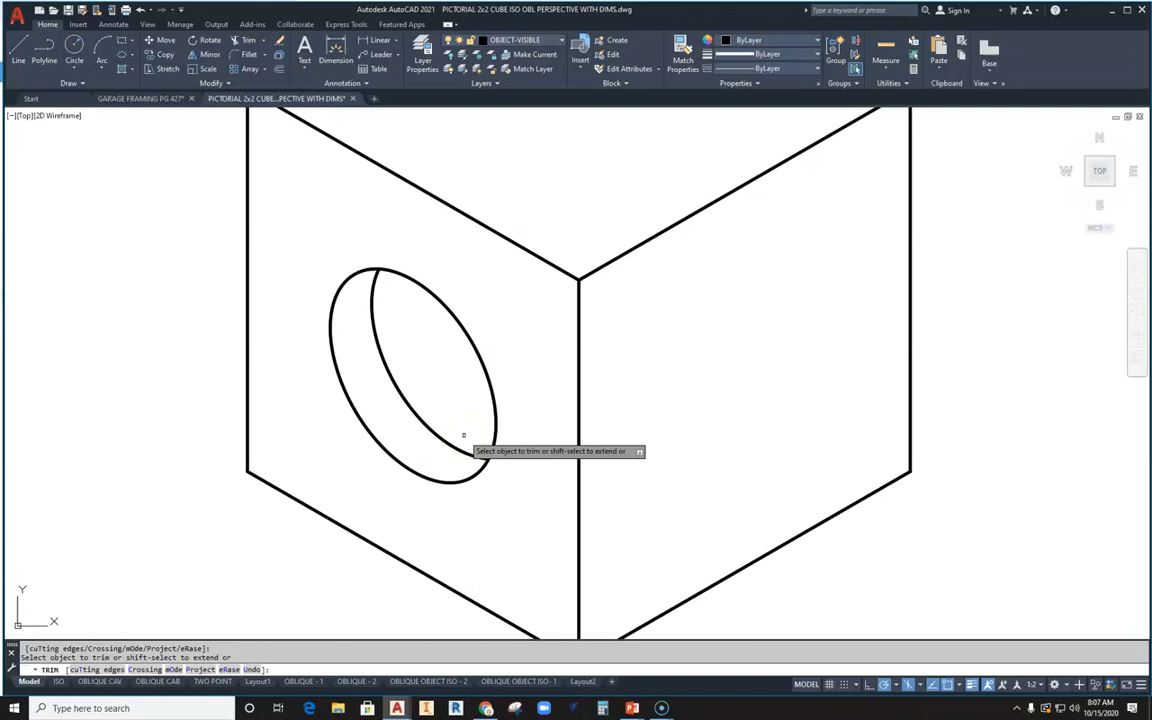 Autodesk AutoCAD 2021 PICTORIAL 2x2 CUBE ISO OBL PERSPECTIVE WITH DIMS.dwg
Type a keyword or phrase
Sign In
Home Insert Annotate Parametric View Manage Output Add-ins Collaborate Express Tools Featured Apps
Line Polyline Circle Arc
Move Rotate Trim
Copy Mirror Fillet
Stretch Scale Array
Text Dimension
Linear
Leader
Table
Layer Properties
OBJECT-VISIBLE
Make Current
Match Layer
Insert
Create
Edit
Edit Attributes
Match Properties
ByLayer
ByLayer
ByLayer
Group
Measure
Paste
Base
Draw Modify Annotation Layers Block Properties Groups Utilities Clipboard View
Start GARAGE FRAMING PG 427* PICTORIAL 2x2 CUBE...PECTIVE WITH DIMS*
[−][Top][2D Wireframe]
N
W TOP E
S
WCS
Select object to trim or shift-select to extend or
Y
X
[cuTting edges/Crossing/mOde/Project/eRase]:
Select object to trim or shift-select to extend or
TRIM [cuTting edges Crossing mOde Project eRase Undo]:
Model ISO OBLIQUE CAV OBLIQUE CAB TWO POINT Layout1 OBLIQUE - 1 OBLIQUE - 2 OBLIQUE OBJECT ISO - 2 OBLIQUE OBJECT ISO- 1 Layout2
MODEL
1:2
Type here to search
8:07 AM
10/15/2020